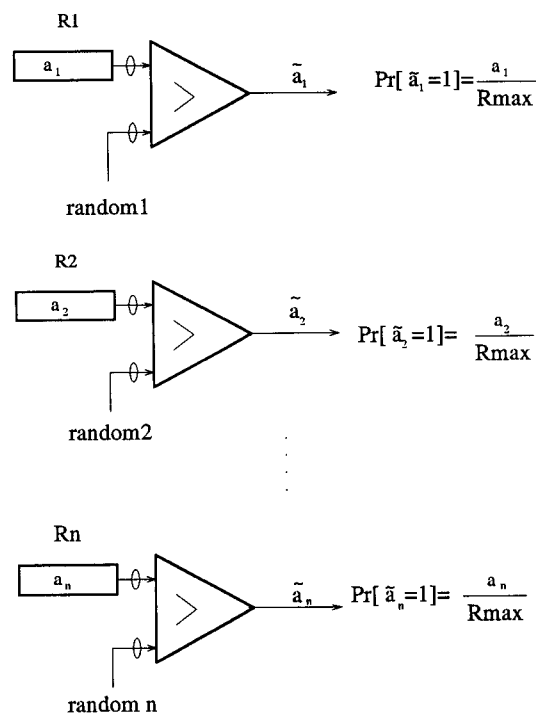 R1
a₁
>
ã₁
Pr[ ã₁=1]= a₁
Rmax
random1
R2
a₂
>
ã₂
Pr[ ã₂=1]= a₂
Rmax
random2
Rn
aₙ
>
ãₙ
Pr[ ãₙ=1]= aₙ
Rmax
random n